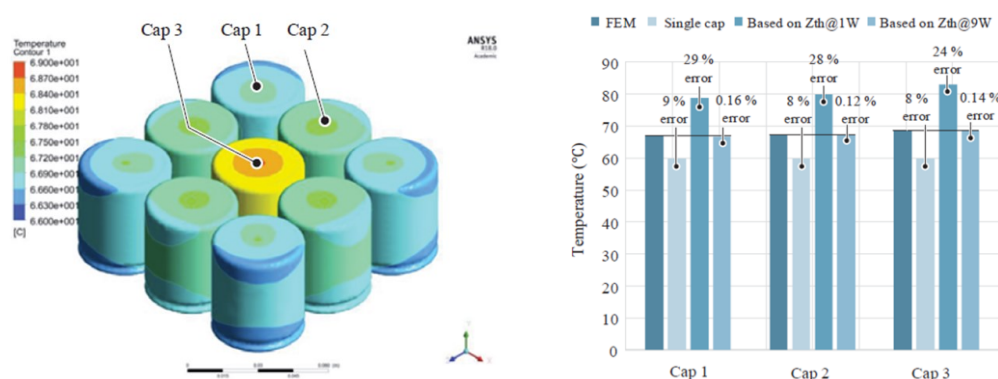 Cap 3
Cap 1
Cap 2
Temperature
Contour 1
6.900e+001
6.870e+001
6.840e+001
6.810e+001
6.780e+001
6.750e+001
6.720e+001
6.690e+001
6.660e+001
6.630e+001
6.600e+001
[C]
ANSYS
R18.0
Academic
FEM
Single cap
Based on Zth@1W
Based on Zth@9W
Temperature (°C)
90
80
70
60
50
40
30
20
10
0
29 %
error
9 %
error
0.16 %
error
28 %
error
8 %
error
0.12 %
error
24 %
error
8 %
error
0.14 %
error
Cap 1
Cap 2
Cap 3